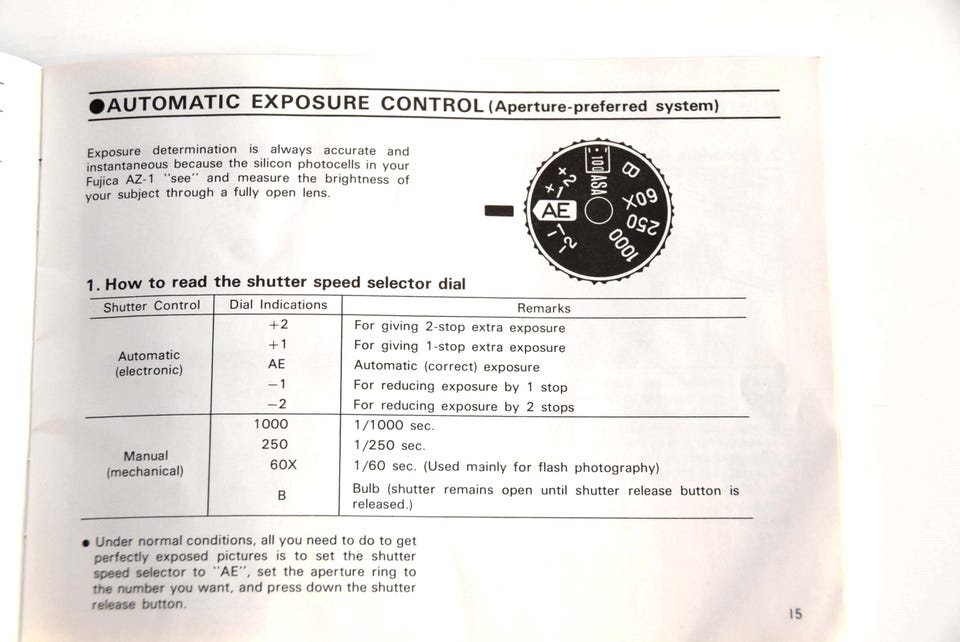 ●AUTOMATIC EXPOSURE CONTROL (Aperture-preferred system)
Exposure determination is always accurate and
instantaneous because the silicon photocells in your
Fujica AZ-1 "see" and measure the brightness of
your subject through a fully open lens.
+2
+1
AE
-1
-2
100
ASA
B
60X
250
1000
1. How to read the shutter speed selector dial
Shutter Control Dial Indications Remarks
Automatic
(electronic)
+2 For giving 2-stop extra exposure
+1 For giving 1-stop extra exposure
AE Automatic (correct) exposure
−1 For reducing exposure by 1 stop
−2 For reducing exposure by 2 stops
Manual
(mechanical)
1000 1/1000 sec.
250 1/250 sec.
60X 1/60 sec. (Used mainly for flash photography)
B Bulb (shutter remains open until shutter release button is
released.)
● Under normal conditions, all you need to do to get
perfectly exposed pictures is to set the shutter
speed selector to "AE", set the aperture ring to
the number you want, and press down the shutter
release button.
15